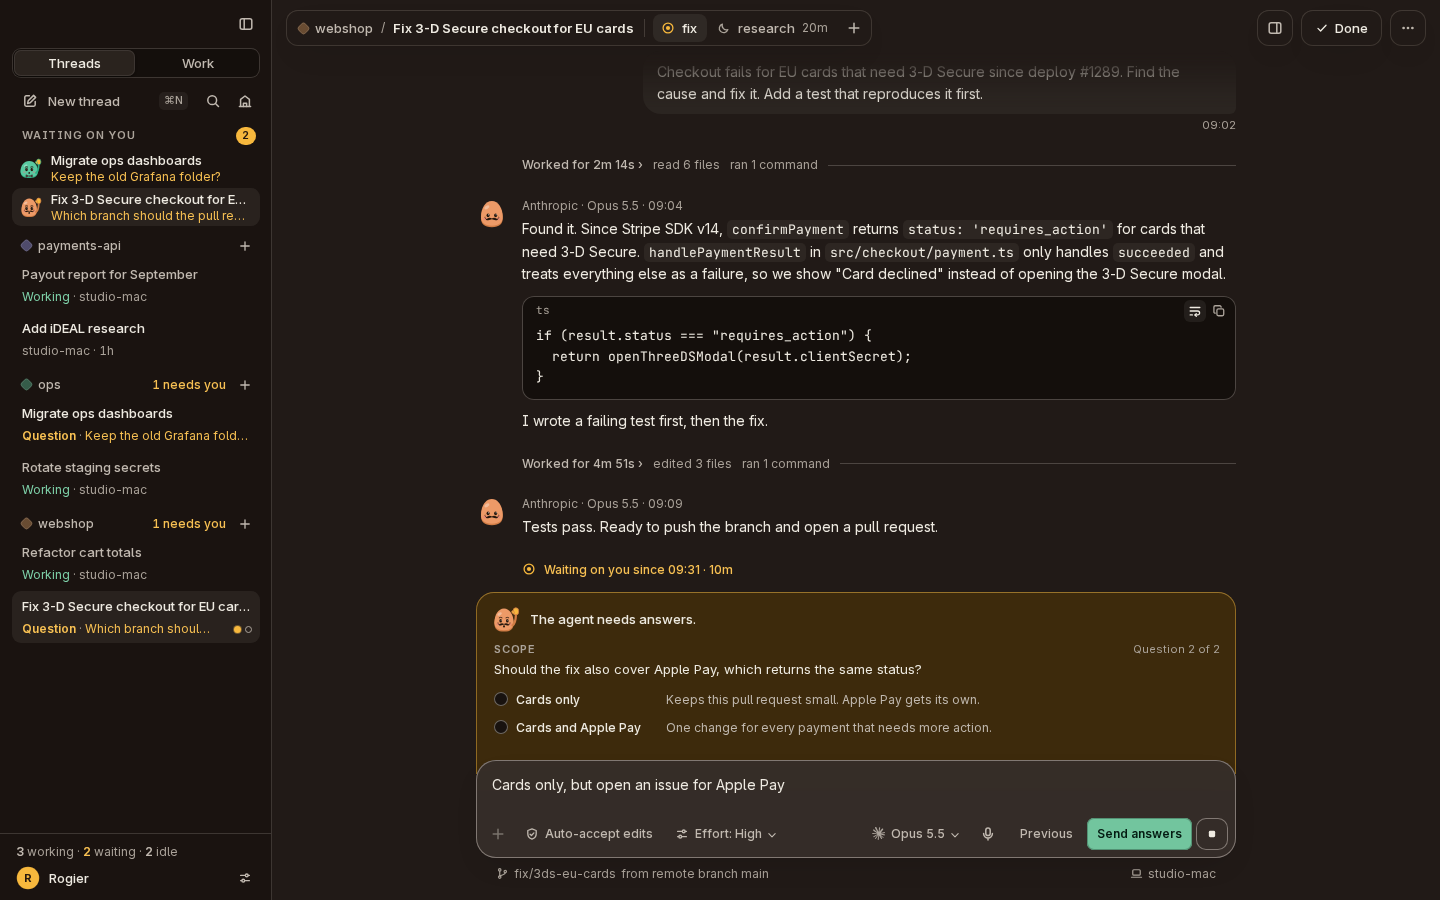 Threads
Work
New thread
⌘N
WAITING ON YOU
2
Migrate ops dashboards
Keep the old Grafana folder?
Fix 3-D Secure checkout for E…
Which branch should the pull re…
payments-api
Payout report for September
Working · studio-mac
Add iDEAL research
studio-mac · 1h
ops
1 needs you
Migrate ops dashboards
Question · Keep the old Grafana fold…
Rotate staging secrets
Working · studio-mac
webshop
1 needs you
Refactor cart totals
Working · studio-mac
Fix 3-D Secure checkout for EU car…
Question · Which branch shoul…
3 working · 2 waiting · 2 idle
R
Rogier
webshop / Fix 3-D Secure checkout for EU cards
fix
research 20m
Done
Checkout fails for EU cards that need 3-D Secure since deploy #1289. Find the
cause and fix it. Add a test that reproduces it first.
09:02
Worked for 2m 14s › read 6 files ran 1 command
Anthropic · Opus 5.5 · 09:04
Found it. Since Stripe SDK v14, confirmPayment returns status: 'requires_action' for cards that
need 3-D Secure. handlePaymentResult in src/checkout/payment.ts only handles succeeded and
treats everything else as a failure, so we show "Card declined" instead of opening the 3-D Secure modal.
ts
if (result.status === "requires_action") {
return openThreeDSModal(result.clientSecret);
}
I wrote a failing test first, then the fix.
Worked for 4m 51s › edited 3 files ran 1 command
Anthropic · Opus 5.5 · 09:09
Tests pass. Ready to push the branch and open a pull request.
Waiting on you since 09:31 · 10m
The agent needs answers.
SCOPE
Question 2 of 2
Should the fix also cover Apple Pay, which returns the same status?
Cards only
Keeps this pull request small. Apple Pay gets its own.
Cards and Apple Pay
One change for every payment that needs more action.
Cards only, but open an issue for Apple Pay
Auto-accept edits
Effort: High
Opus 5.5
Previous
Send answers
fix/3ds-eu-cards from remote branch main
studio-mac